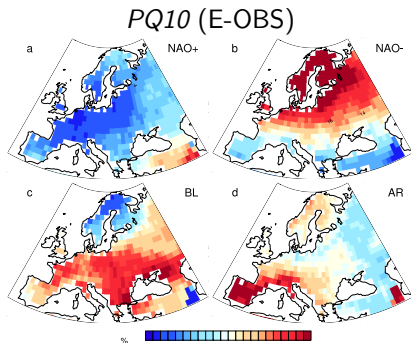 PQ10 (E-OBS)
a NAO+
b NAO-
c BL
d AR
%